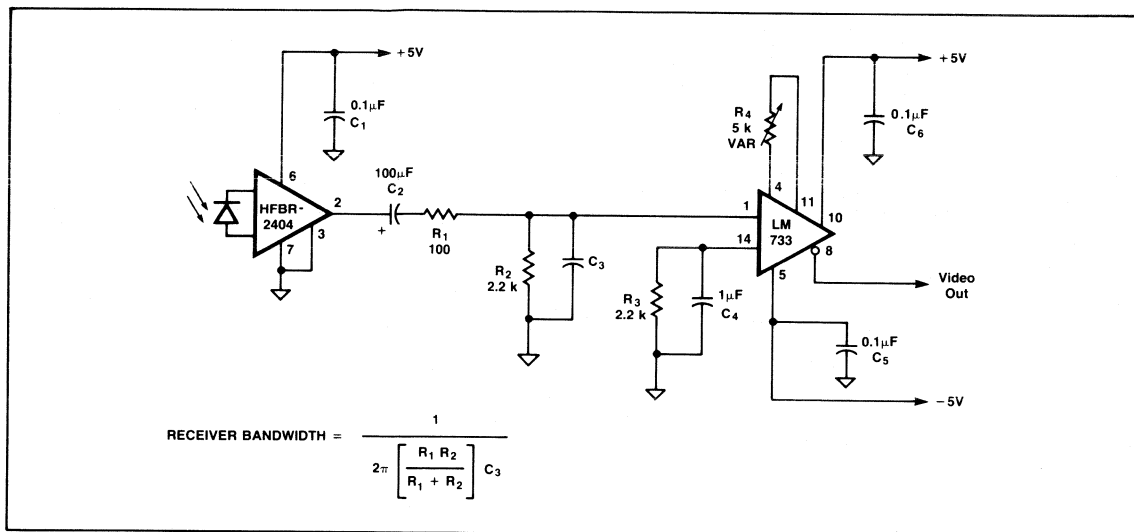 +5V
0.1µF
C1
6
HFBR-
2404
2
3
7
100µF
C2
+
R1
100
R2
2.2 k
C3
R3
2.2 k
1µF
C4
R4
5 k
VAR
4
11
1
14
LM
733
10
8
5
+5V
0.1µF
C6
Video
Out
0.1µF
C5
−5V
RECEIVER BANDWIDTH =
1
2π [ R1 R2
R1 + R2 ] C3